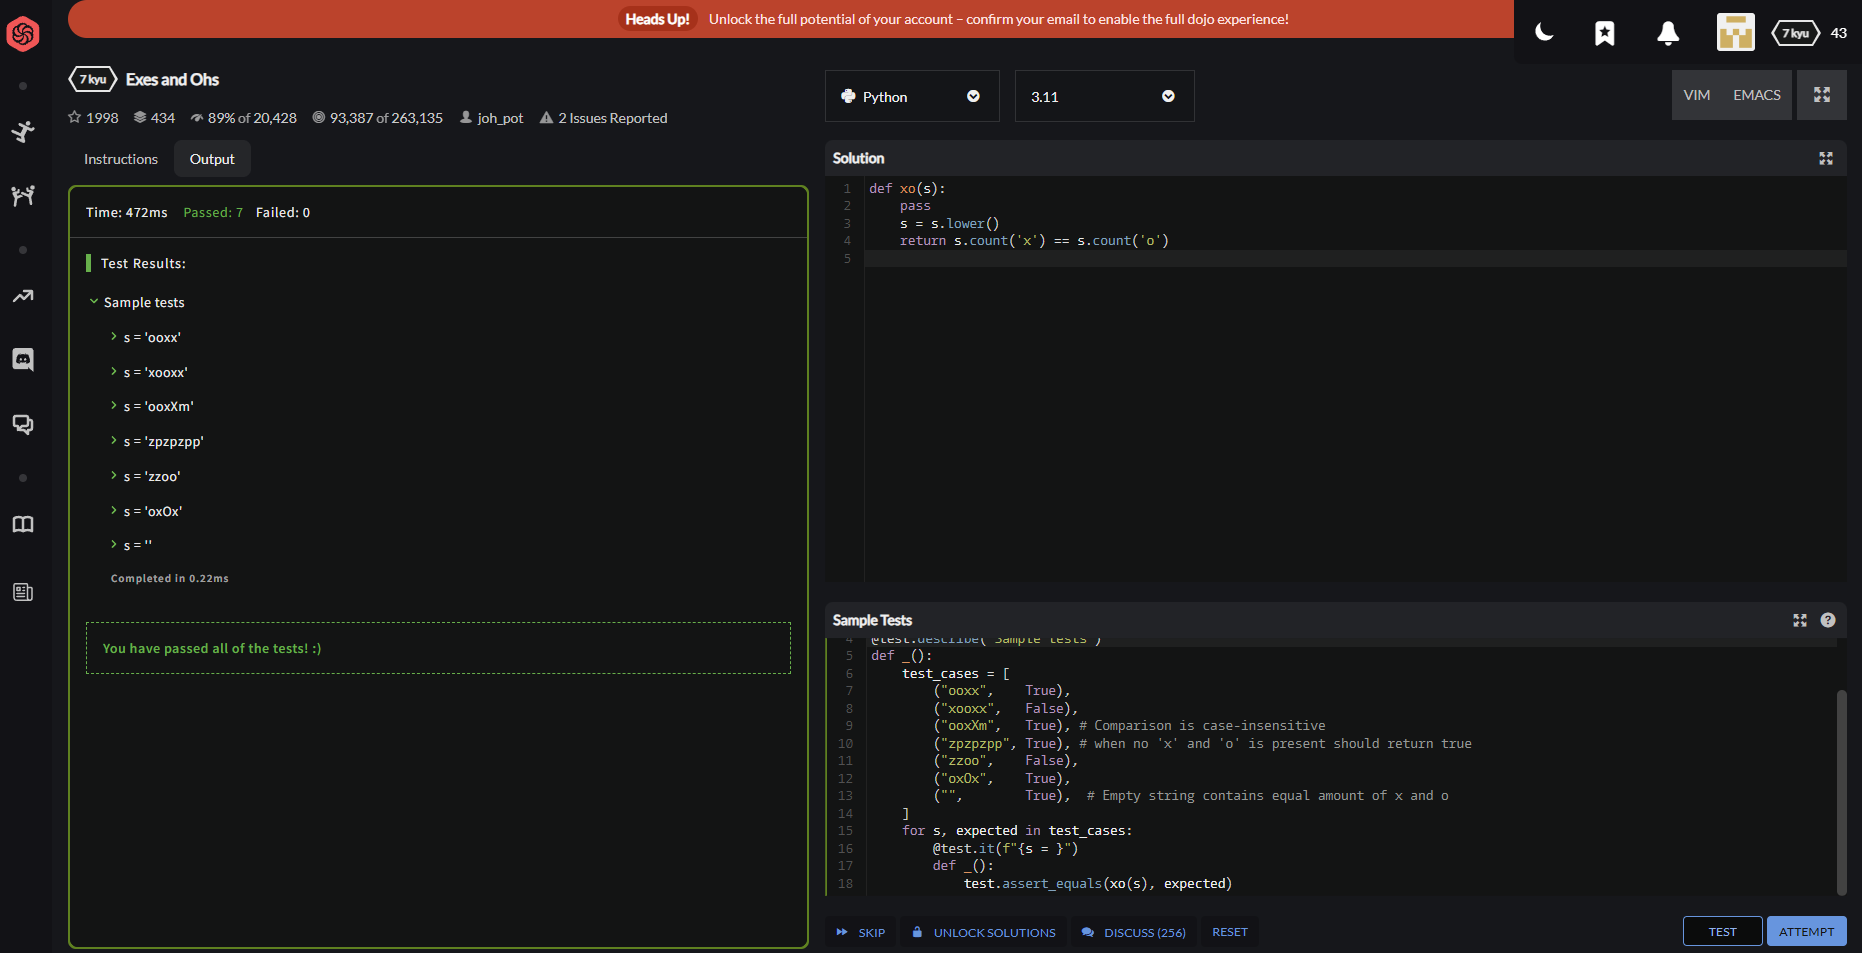 Heads Up! Unlock the full potential of your account – confirm your email to enable the full dojo experience!
7 kyu 43
7 kyu Exes and Ohs
1998 434 89% of 20,428 93,387 of 263,135 joh_pot 2 Issues Reported
Instructions Output
Time: 472ms Passed: 7 Failed: 0
Test Results:
Sample tests
s = 'ooxx'
s = 'xooxx'
s = 'ooxXm'
s = 'zpzpzpp'
s = 'zzoo'
s = 'oxOx'
s = ''
Completed in 0.22ms
You have passed all of the tests! :)
Python 3.11 VIM EMACS
Solution
1 def xo(s):
2 pass
3 s = s.lower()
4 return s.count('x') == s.count('o')
5
Sample Tests
4 @test.describe("Sample tests")
5 def _():
6 test_cases = [
7 ("ooxx", True),
8 ("xooxx", False),
9 ("ooxXm", True), # Comparison is case-insensitive
10 ("zpzpzpp", True), # when no 'x' and 'o' is present should return true
11 ("zzoo", False),
12 ("oxOx", True),
13 ("", True), # Empty string contains equal amount of x and o
14 ]
15 for s, expected in test_cases:
16 @test.it(f"{s = }")
17 def _():
18 test.assert_equals(xo(s), expected)
SKIP UNLOCK SOLUTIONS DISCUSS (256) RESET TEST ATTEMPT